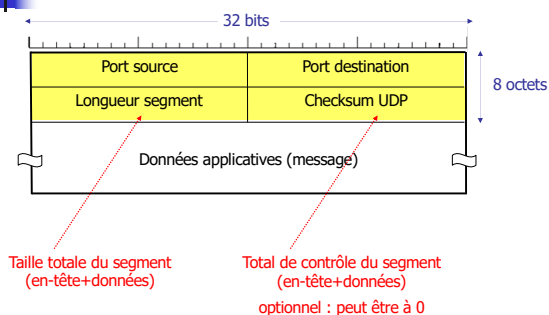 32 bits
Port source
Port destination
8 octets
Longueur segment
Checksum UDP
Données applicatives (message)
Taille totale du segment
(en-tête+données)
Total de contrôle du segment
(en-tête+données)
optionnel : peut être à 0